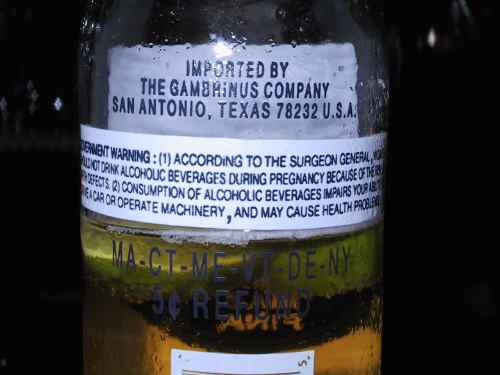 IMPORTED BY
THE GAMBRINUS COMPANY
SAN ANTONIO, TEXAS 78232 U.S.A.
WARNING : (1) ACCORDING TO THE SURGEON GENERAL,
NOT DRINK ALCOHOLIC BEVERAGES DURING PREGNANCY BECAUSE OF THE
DEFECTS. (2) CONSUMPTION OF ALCOHOLIC BEVERAGES IMPAIRS YOUR
A CAR OR OPERATE MACHINERY, AND MAY CAUSE HEALTH
MA-CT-ME-VT-DE-NY
5¢ REFUND